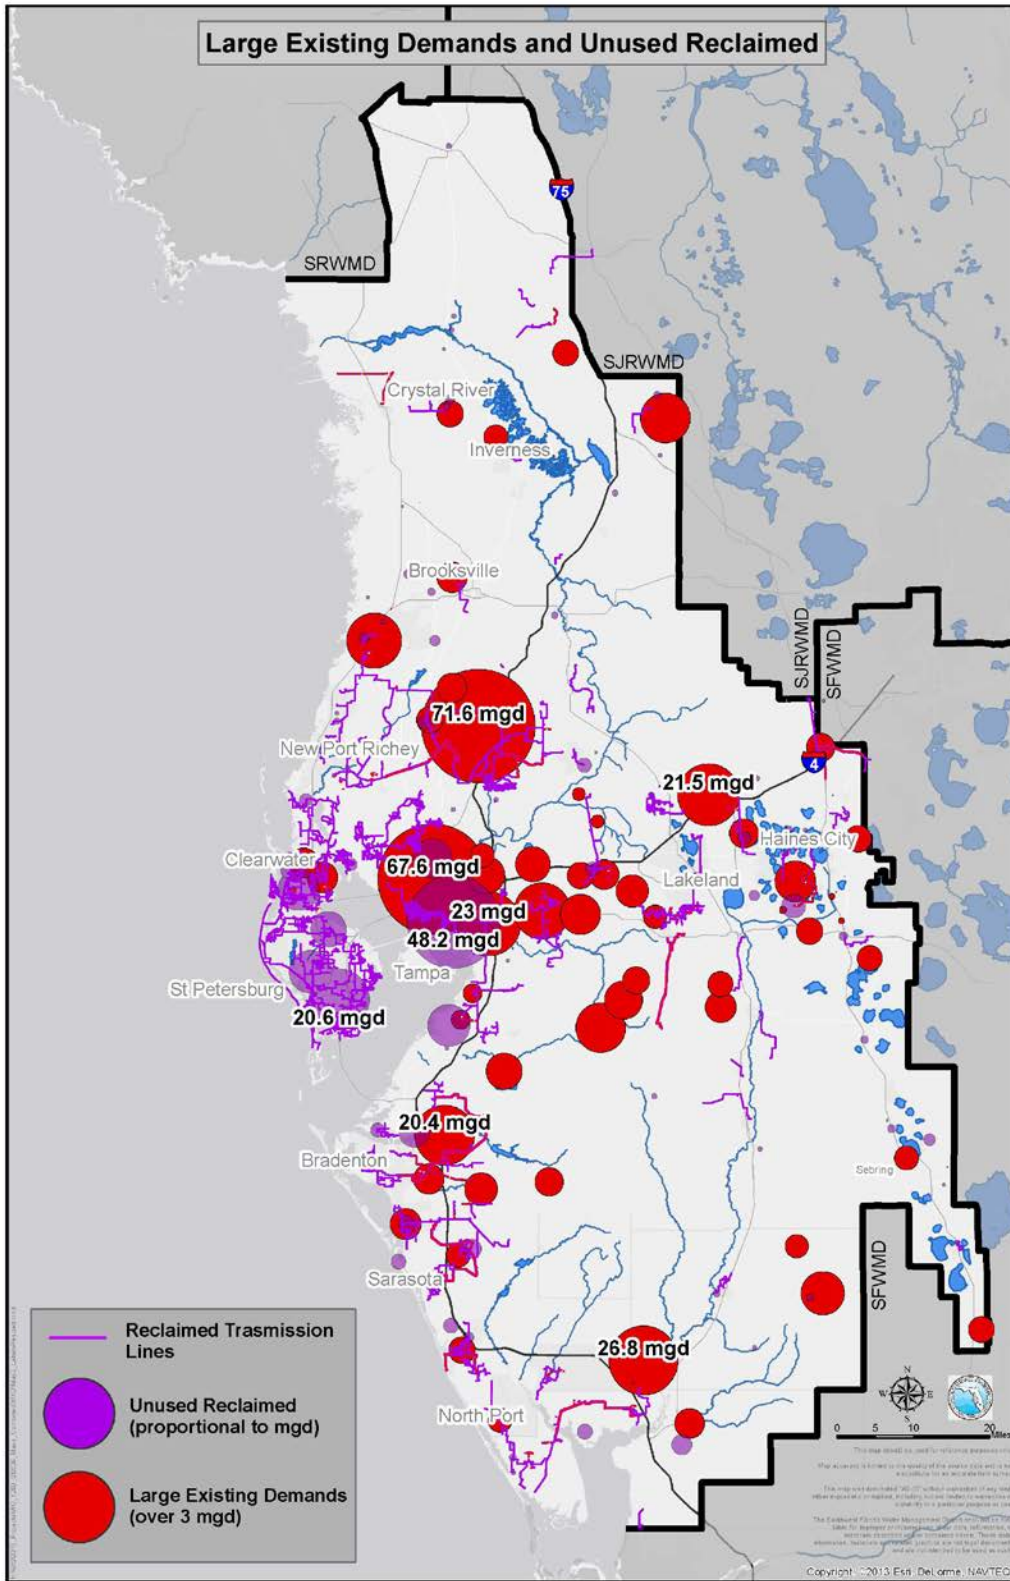 Large Existing Demands and Unused Reclaimed
75
SRWMD
SJRWMD
Crystal River
Inverness
Brooksville
SJRWMD
SFWMD
71.6 mgd
New Port Richey
4
21.5 mgd
Haines City
Clearwater
67.6 mgd
Lakeland
23 mgd
48.2 mgd
Tampa
St Petersburg
20.6 mgd
20.4 mgd
Bradenton
Sebring
Sarasota
SFWMD
Reclaimed Trasmission
Lines
Unused Reclaimed
(proportional to mgd)
Large Existing Demands
(over 3 mgd)
26.8 mgd
North Port
N
W E
S
0 5 10 20
Miles
Copyright: ©2013 Esri, DeLorme, NAVTEQ